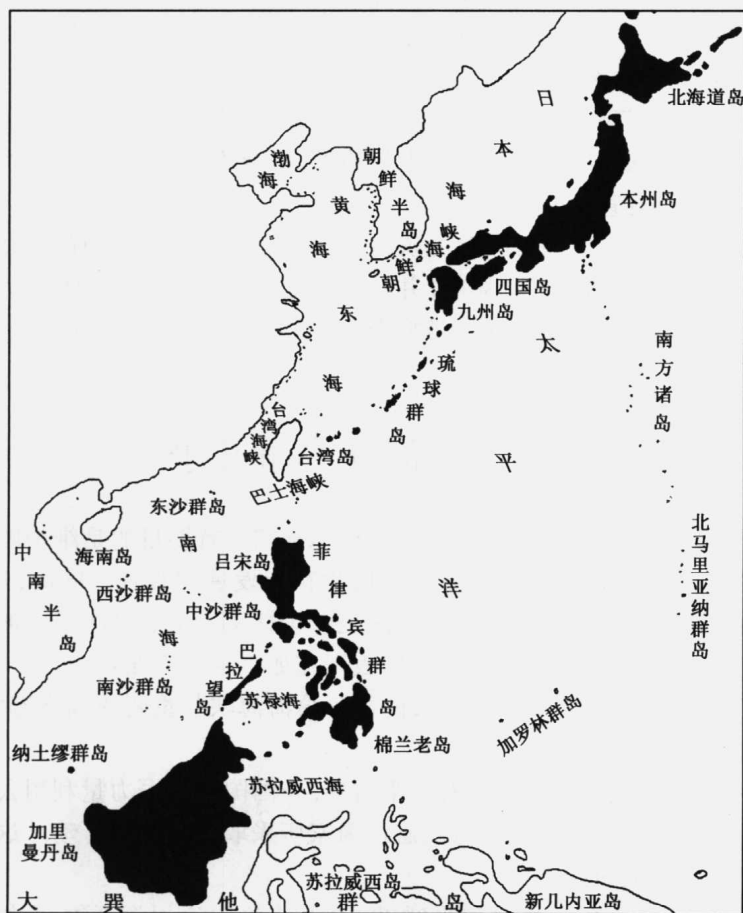 北海道岛
日本海
渤海
朝鲜半岛
黄海
本州岛
朝鲜海峡
四国岛
九州岛
东海
太平洋
南方诸岛
琉球群岛
台湾海峡
台湾岛
巴士海峡
东沙群岛
北马里亚纳群岛
中南半岛
海南岛
南海
吕宋岛
菲律宾群岛
西沙群岛
中沙群岛
巴拉望岛
南沙群岛
苏禄海
加罗林群岛
棉兰老岛
纳土缪群岛
苏拉威西海
加里
曼丹岛
苏拉威西岛
大巽他群岛
新几内亚岛